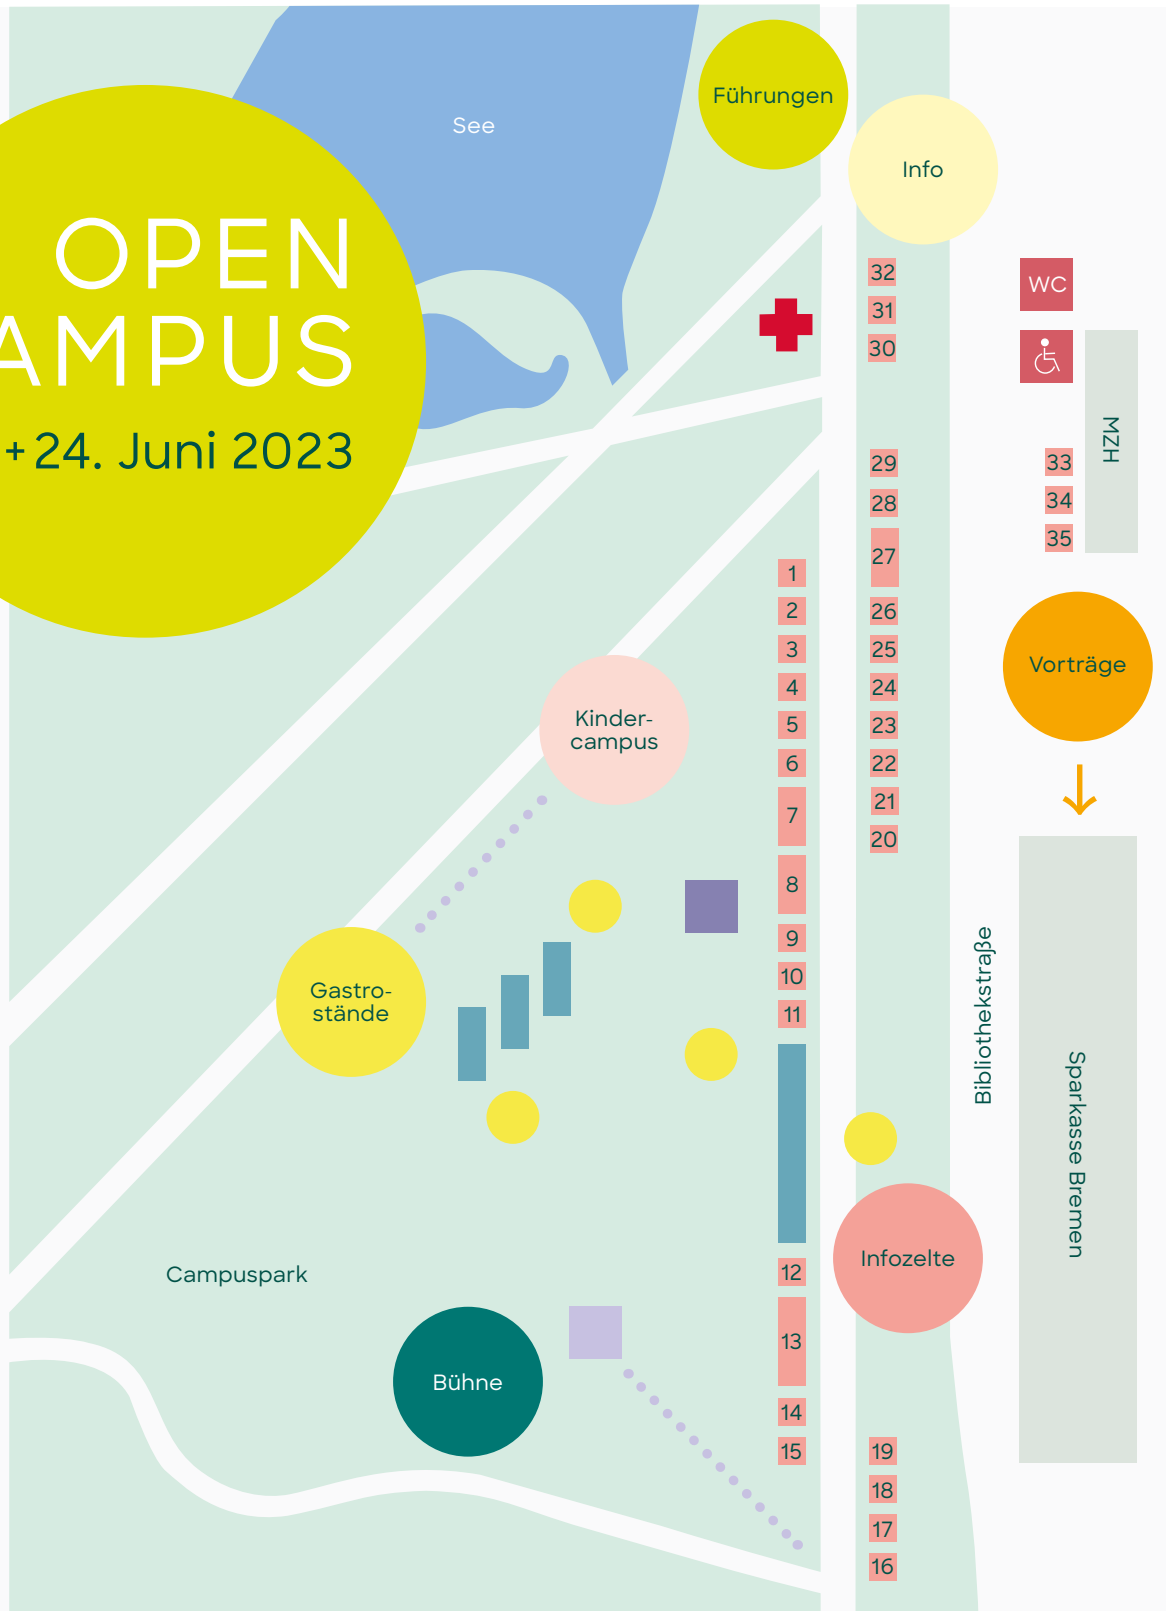 See
Führungen
Info
OPEN
AMPUS
+ 24. Juni 2023
32
31
30
WC
MZH
29
28
27
26
25
24
23
22
21
20
33
34
35
1
2
3
4
5
6
7
8
9
10
11
Vorträge
Kinder-
campus
Gastro-
stände
Bibliothekstraße
Sparkasse Bremen
Infozelte
Campuspark
Bühne
12
13
14
15
19
18
17
16